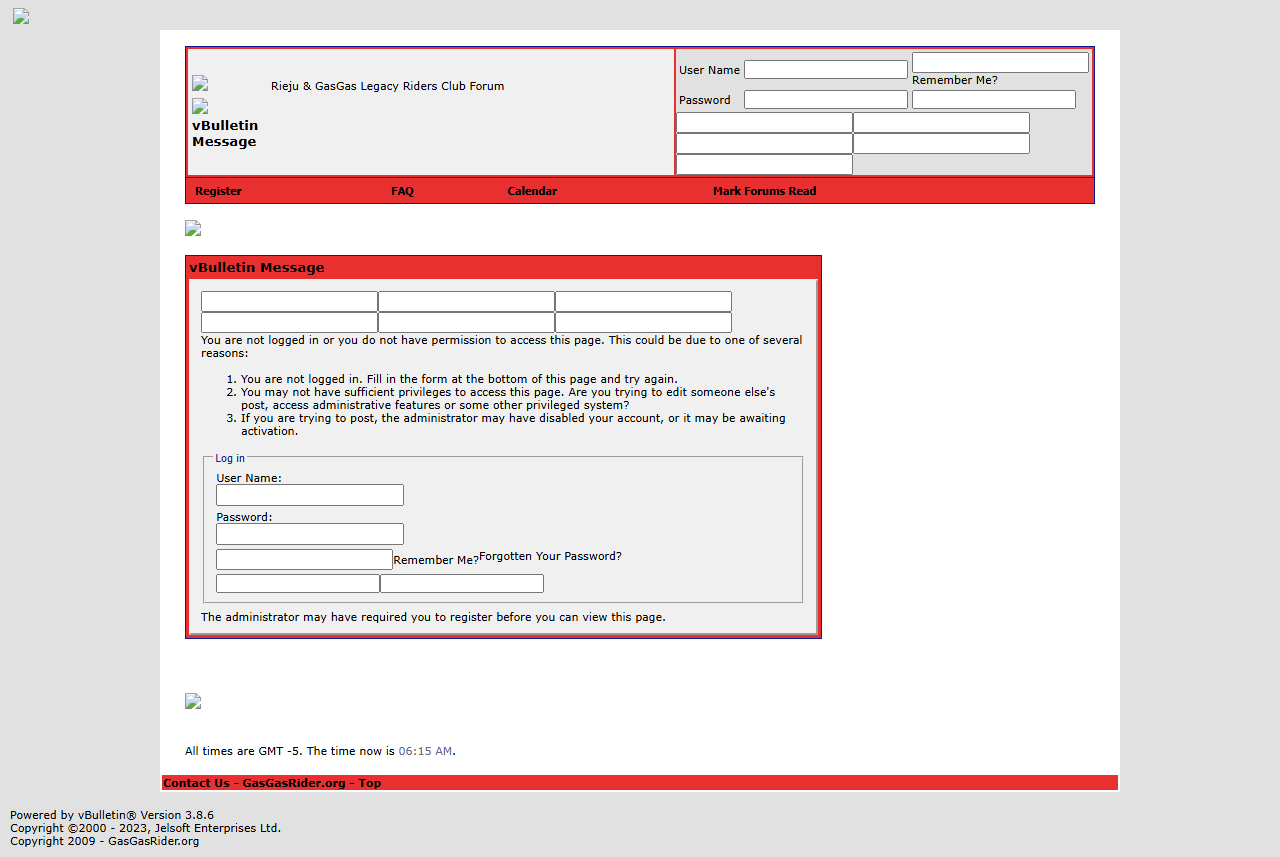 Rieju & GasGas Legacy Riders Club Forum
vBulletin
Message
User Name
Remember Me?
Password
Register FAQ Calendar Mark Forums Read
vBulletin Message
You are not logged in or you do not have permission to access this page. This could be due to one of several
reasons:
1. You are not logged in. Fill in the form at the bottom of this page and try again.
2. You may not have sufficient privileges to access this page. Are you trying to edit someone else's
post, access administrative features or some other privileged system?
3. If you are trying to post, the administrator may have disabled your account, or it may be awaiting
activation.
Log in
User Name:
Password:
Remember Me? Forgotten Your Password?
The administrator may have required you to register before you can view this page.
All times are GMT -5. The time now is 06:15 AM.
Contact Us - GasGasRider.org - Top
Powered by vBulletin® Version 3.8.6
Copyright ©2000 - 2023, Jelsoft Enterprises Ltd.
Copyright 2009 - GasGasRider.org